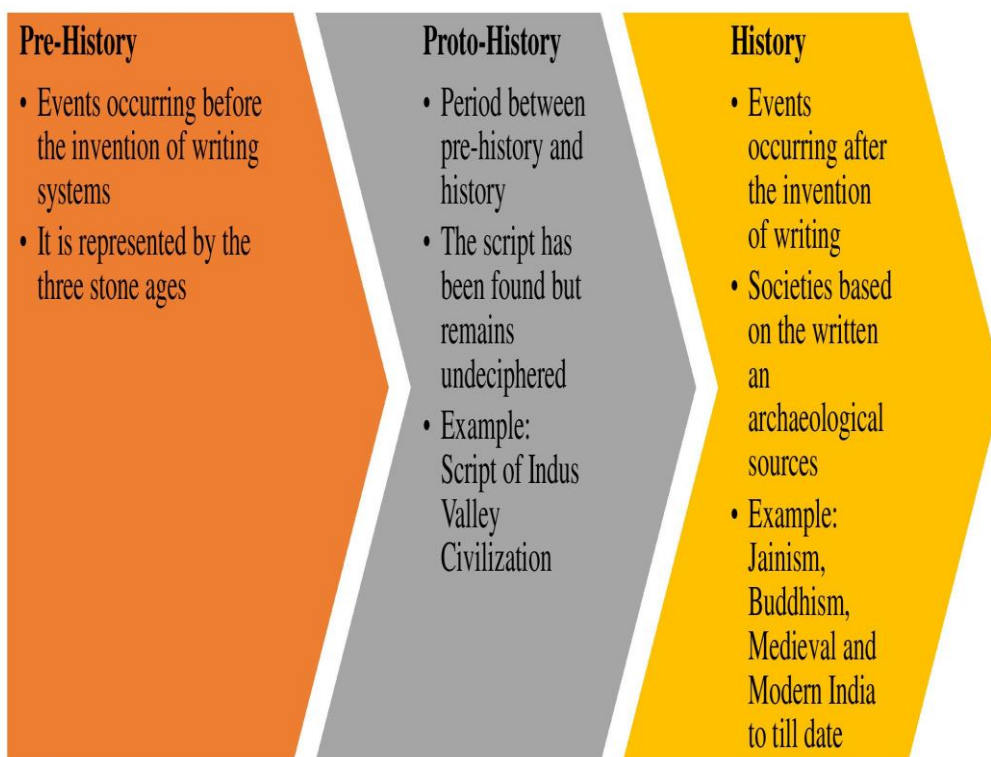 Pre-History
• Events occurring before
the invention of writing
systems
• It is represented by the
three stone ages
Proto-History
• Period between
pre-history and
history
• The script has
been found but
remains
undeciphered
• Example:
Script of Indus
Valley
Civilization
History
• Events
occurring after
the invention
of writing
• Societies based
on the written
an
archaeological
sources
• Example:
Jainism,
Buddhism,
Medieval and
Modern India
to till date